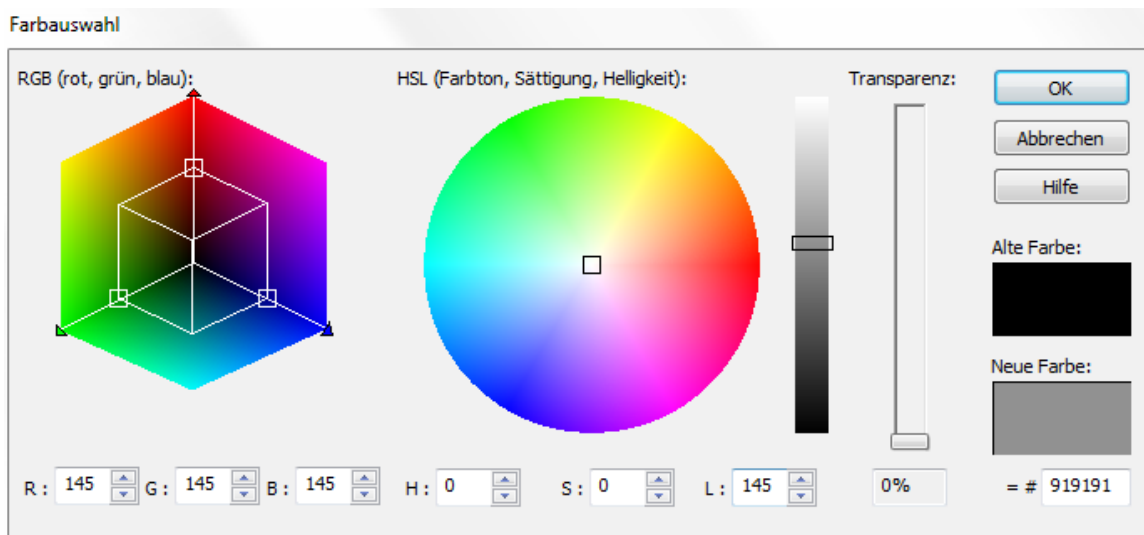 Farbauswahl
RGB (rot, grün, blau):
HSL (Farbton, Sättigung, Helligkeit):
Transparenz:
OK
Abbrechen
Hilfe
Alte Farbe:
Neue Farbe:
R : 145 G : 145 B : 145 H : 0 S : 0 L : 145 0% = # 919191